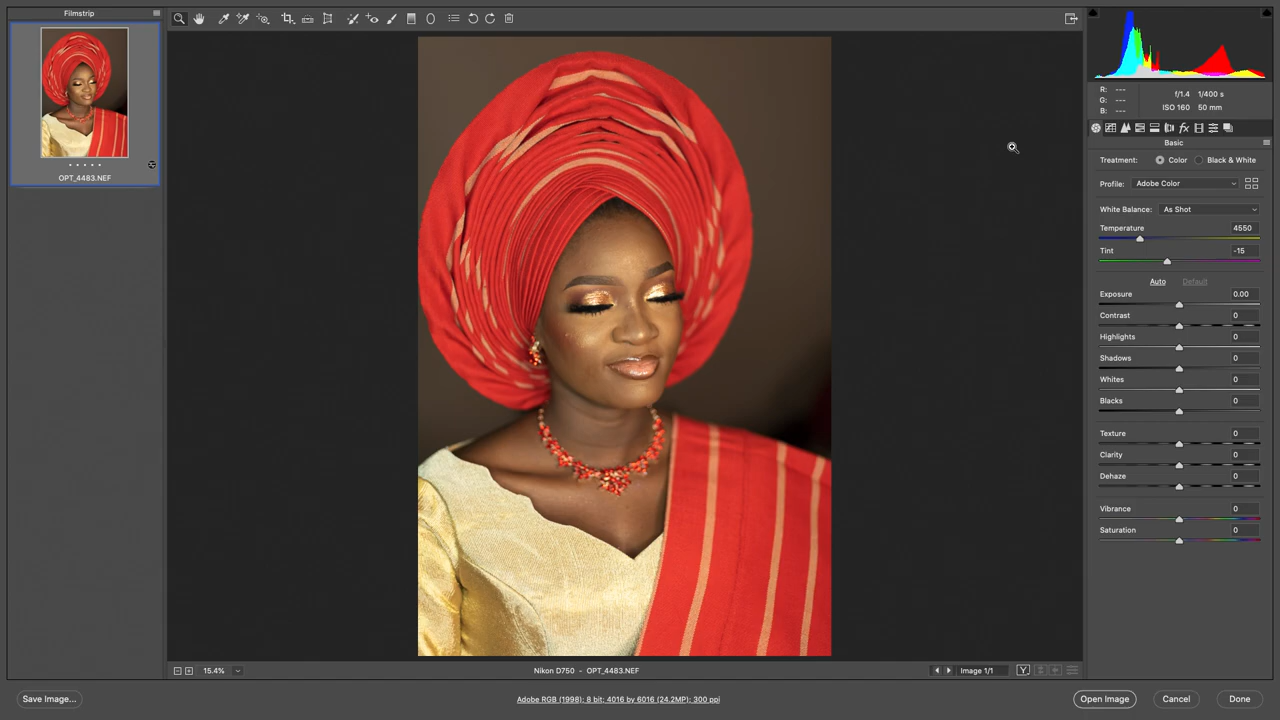 Filmstrip
OPT_4483.NEF
R: ---
G: ---
B: ---
f/1.4 1/400 s
ISO 160 50 mm
Basic
Treatment: Color Black & White
Profile: Adobe Color
White Balance: As Shot
Temperature 4550
Tint -15
Auto Default
Exposure 0.00
Contrast 0
Highlights 0
Shadows 0
Whites 0
Blacks 0
Texture 0
Clarity 0
Dehaze 0
Vibrance 0
Saturation 0
15.4%
Nikon D750 - OPT_4483.NEF
Image 1/1
Y
Save Image...
Adobe RGB (1998); 8 bit; 4016 by 6016 (24.2MP); 300 ppi
Open Image
Cancel
Done